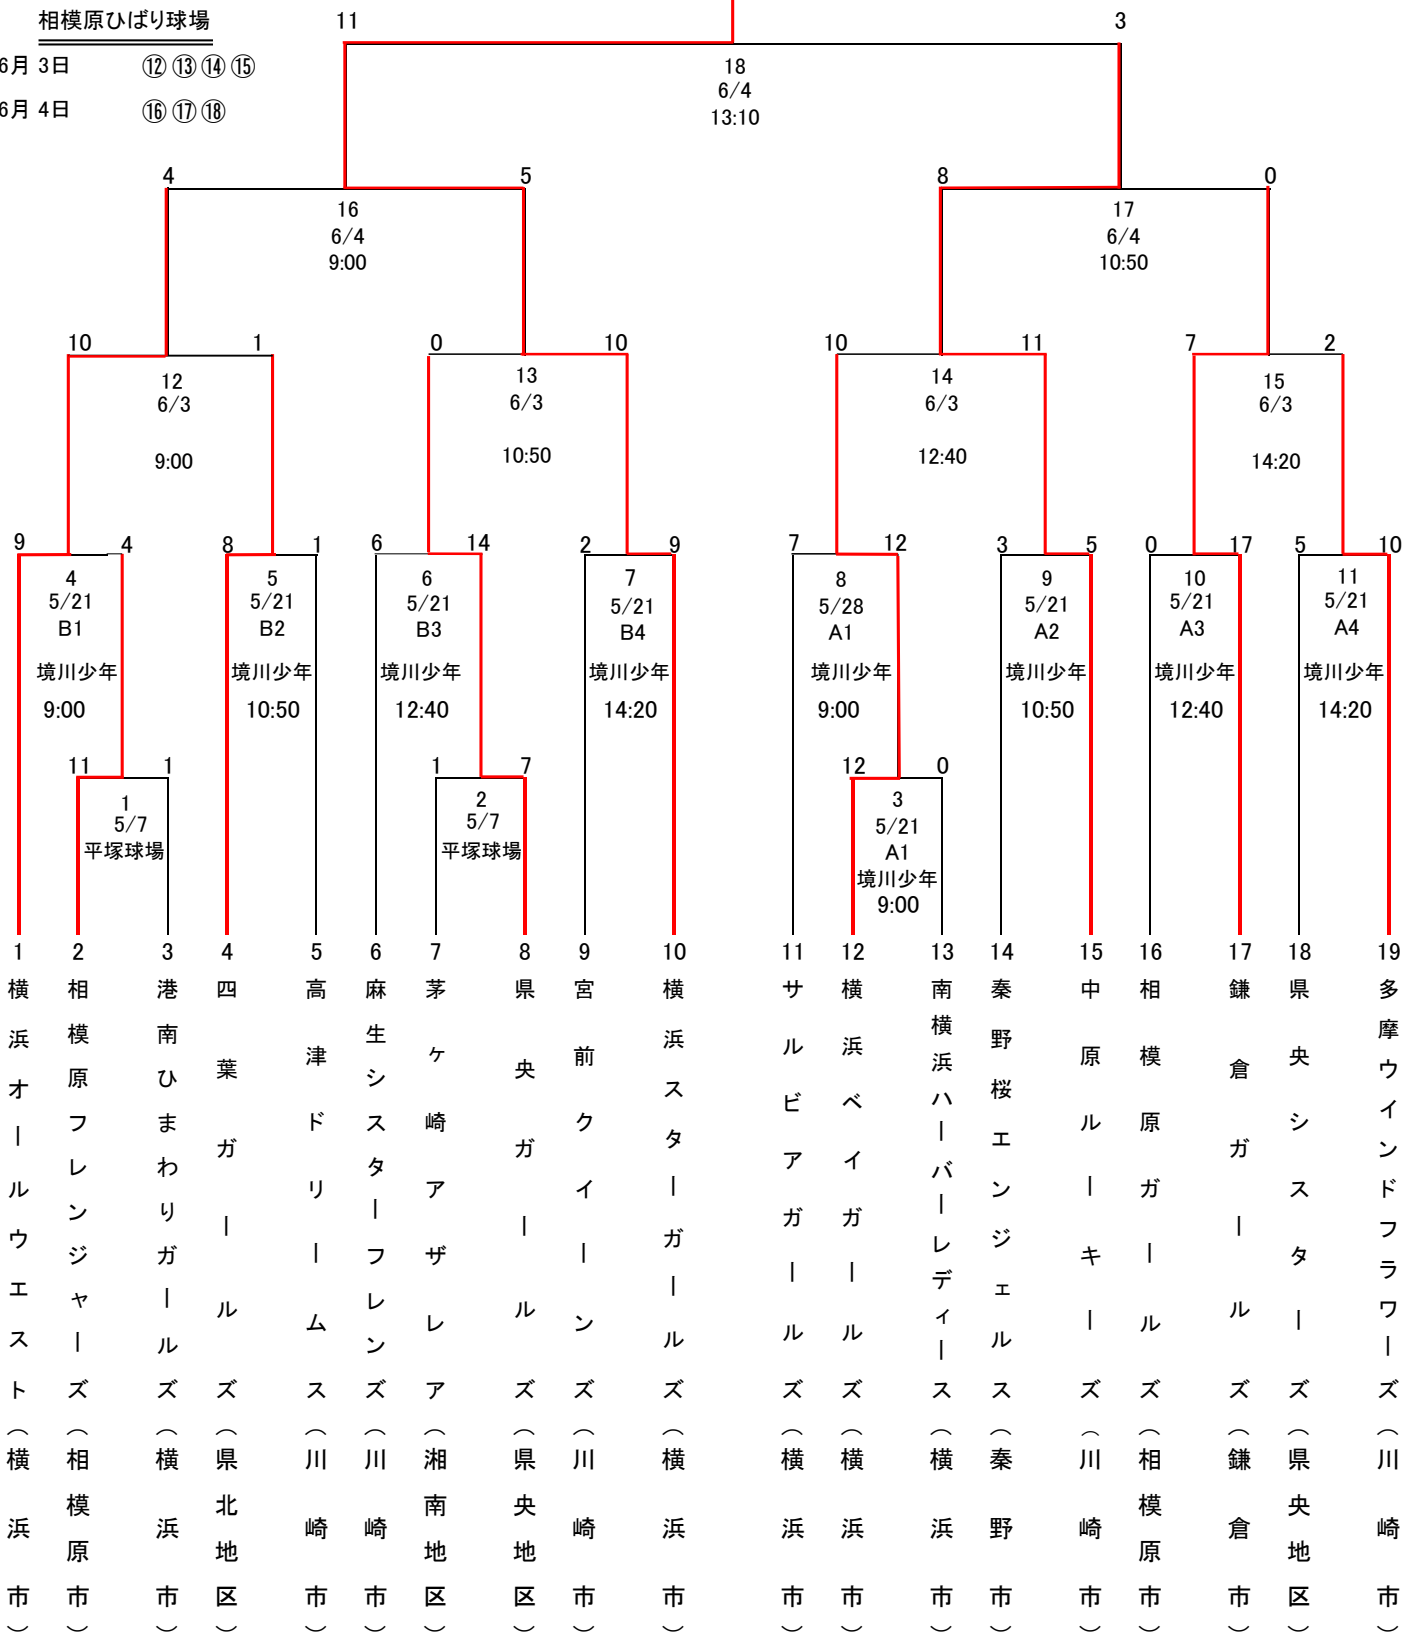 相模原ひばり球場
6月 3日 ⑫ ⑬ ⑭ ⑮
6月 4日 ⑯ ⑰ ⑱
11 3
18
6/4
13:10
4 5 8 0
16 17
6/4 6/4
9:00 10:50
10 1 0 10 10 11 7 2
12 13 14 15
6/3 6/3 6/3 6/3
9:00 10:50 12:40 14:20
9 4 8 1 6 14 2 9 7 12 3 5 0 17 5 10
4 5 6 7 8 9 10 11
5/21 5/21 5/21 5/21 5/28 5/21 5/21 5/21
B1 B2 B3 B4 A1 A2 A3 A4
境川少年 境川少年 境川少年 境川少年 境川少年 境川少年 境川少年 境川少年
9:00 10:50 12:40 14:20 9:00 10:50 12:40 14:20
11 1 1 7 12 0
1 2 3
5/7 5/7 5/21
平塚球場 平塚球場 A1
境川少年
9:00
1 横浜オールウエスト(横浜市)
2 相模原フレンジャーズ(相模原市)
3 港南ひまわりガールズ(横浜市)
4 四葉ガールズ(県北地区)
5 高津ドリームス(川崎市)
6 麻生シスターフレンズ(川崎市)
7 茅ヶ崎アザレア(湘南地区)
8 県央ガールズ(県央地区)
9 宮前クイーンズ(川崎市)
10 横浜スターガールズ(横浜市)
11 サルビアガールズ(横浜市)
12 横浜ベイガールズ(横浜市)
13 南横浜ハーバーレディース(横浜市)
14 秦野桜エンジェルス(秦野市)
15 中原ルーキーズ(川崎市)
16 相模原ガールズ(相模原市)
17 鎌倉ガールズ(鎌倉市)
18 県央シスターズ(県央地区)
19 多摩ウインドフラワーズ(川崎市)